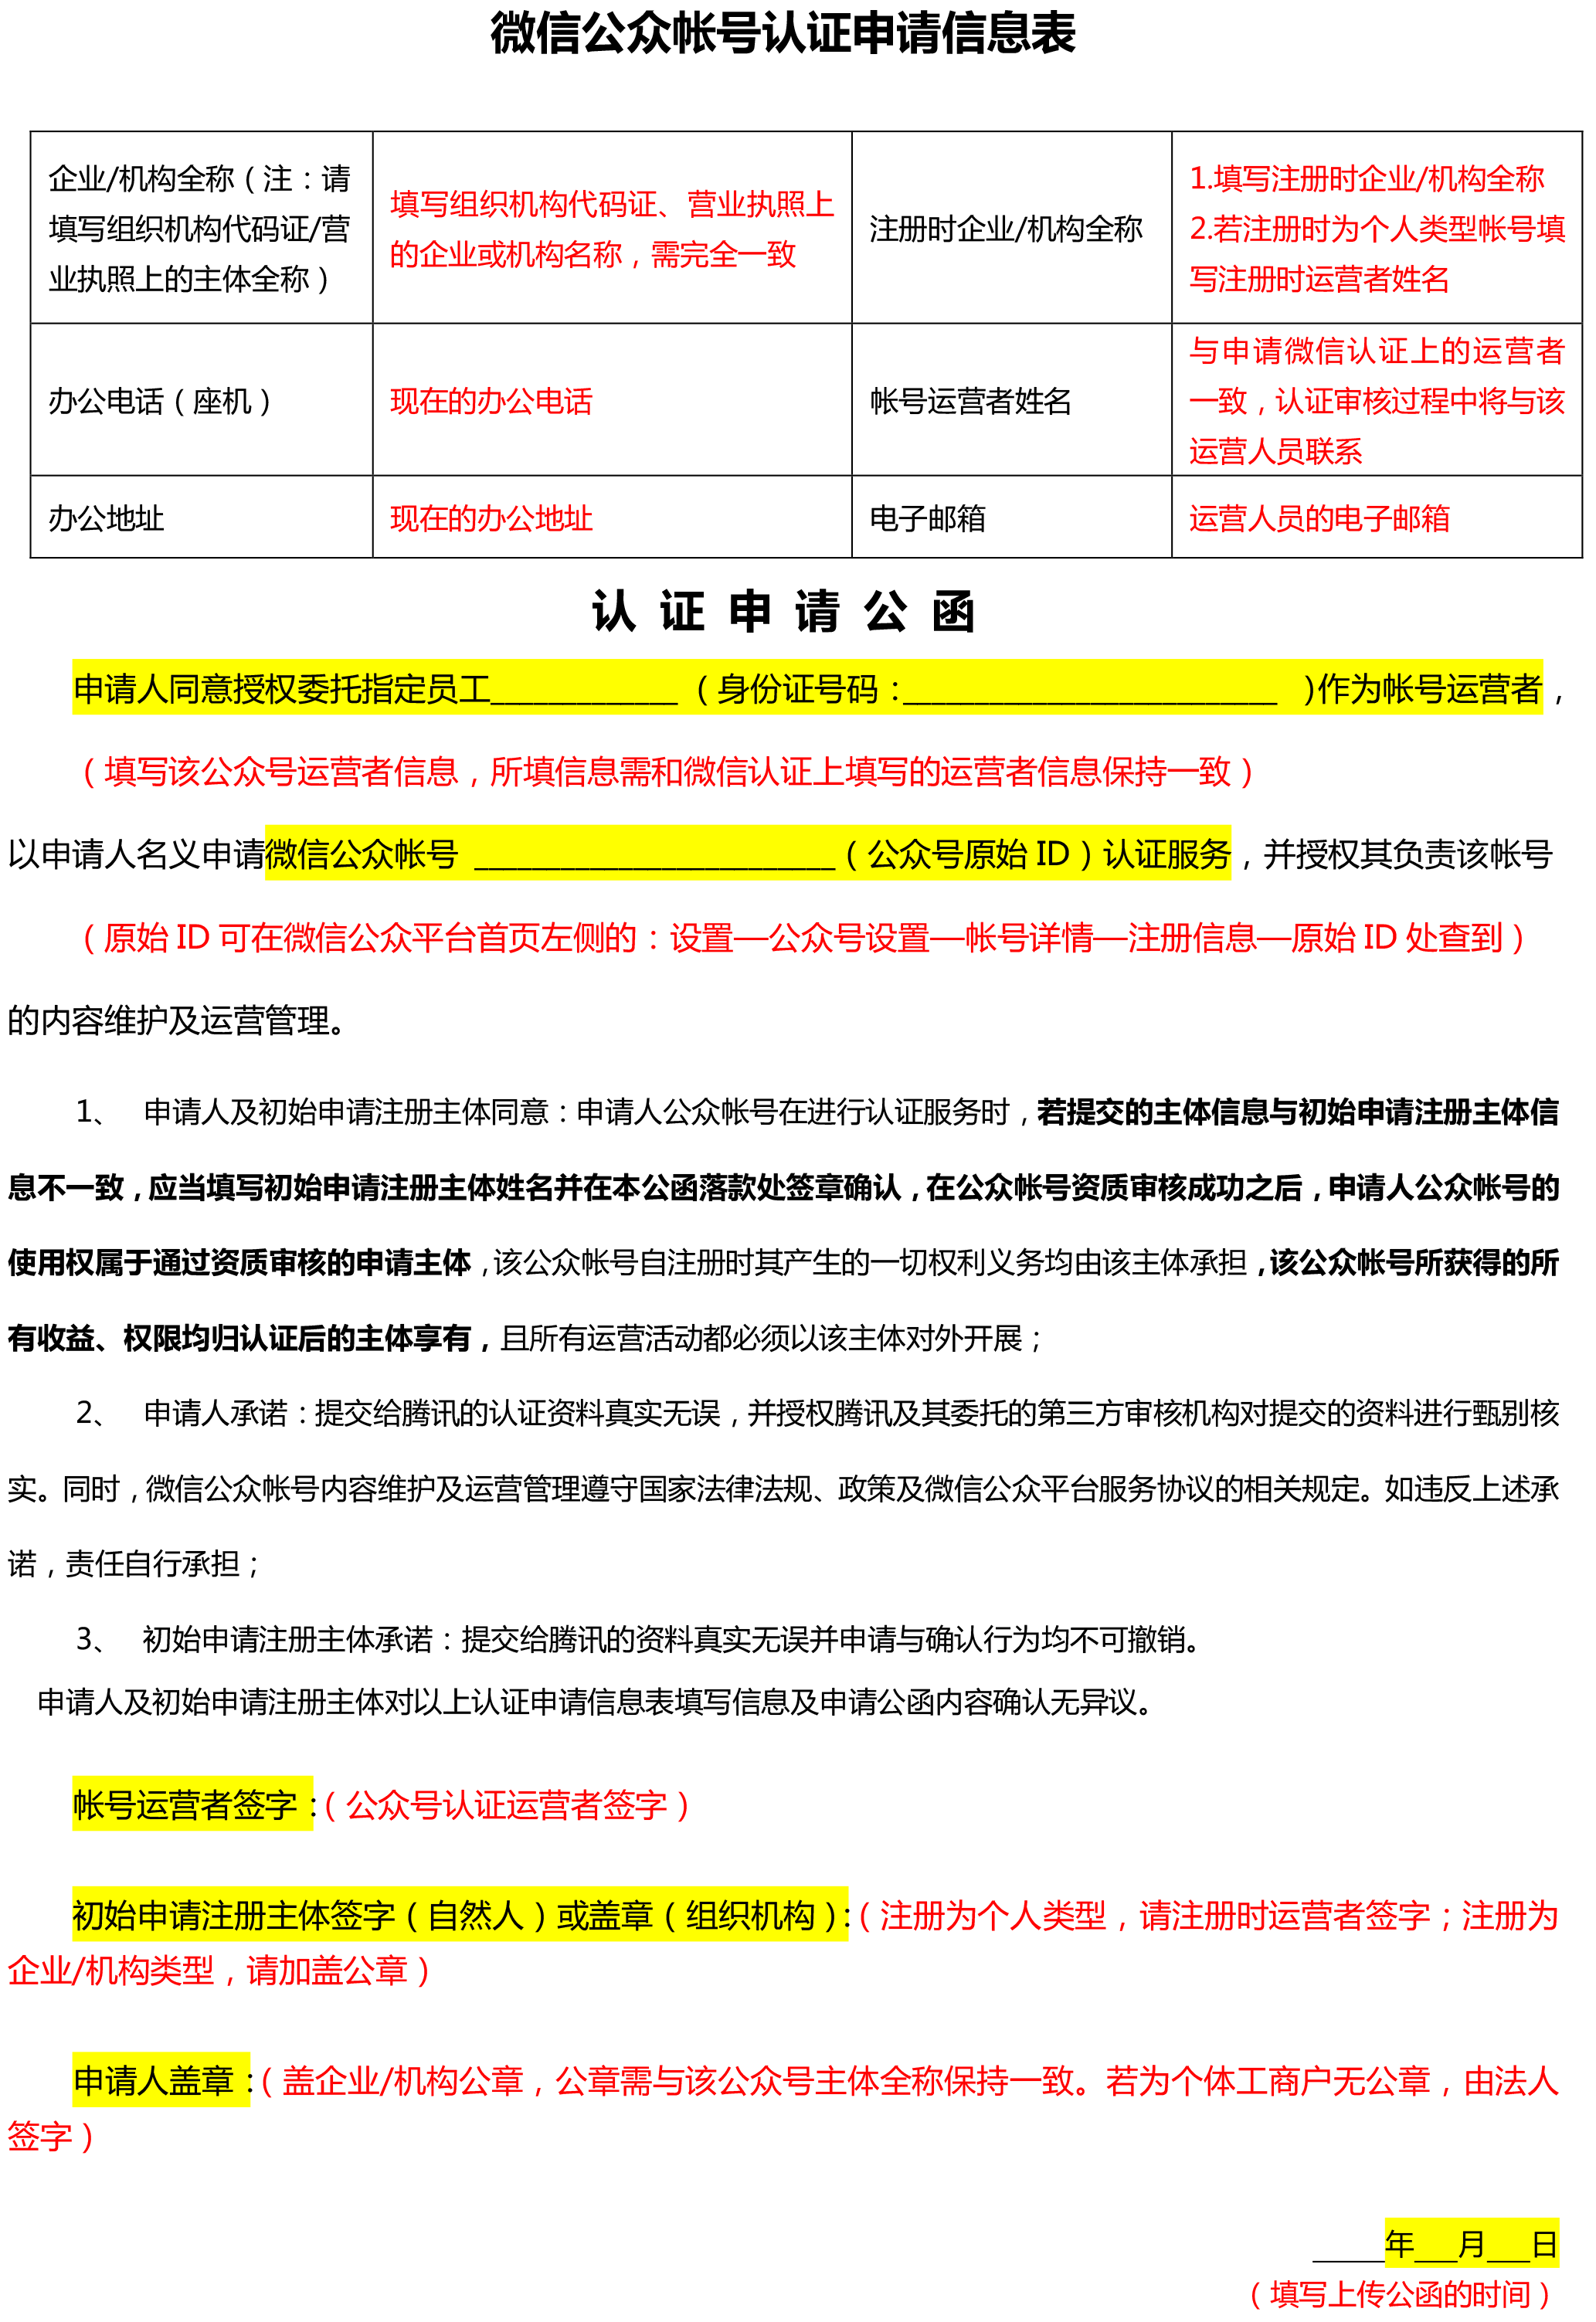 微信公众帐号认证申请信息表
企业/机构全称（注：请
填写组织机构代码证/营
业执照上的主体全称）
填写组织机构代码证、营业执照上
的企业或机构名称，需完全一致
注册时企业/机构全称
1.填写注册时企业/机构全称
2.若注册时为个人类型帐号填
写注册时运营者姓名
办公电话（座机）
现在的办公电话
帐号运营者姓名
与申请微信认证上的运营者
一致，认证审核过程中将与该
运营人员联系
办公地址
现在的办公地址
电子邮箱
运营人员的电子邮箱
认 证 申 请 公 函
申请人同意授权委托指定员工_____________（身份证号码：__________________________ )作为帐号运营者，
（填写该公众号运营者信息，所填信息需和微信认证上填写的运营者信息保持一致）
以申请人名义申请微信公众帐号 _________________________（公众号原始 ID）认证服务，并授权其负责该帐号
（原始 ID 可在微信公众平台首页左侧的：设置—公众号设置—帐号详情—注册信息—原始 ID 处查到）
的内容维护及运营管理。
1、 申请人及初始申请注册主体同意：申请人公众帐号在进行认证服务时，若提交的主体信息与初始申请注册主体信
息不一致，应当填写初始申请注册主体姓名并在本公函落款处签章确认，在公众帐号资质审核成功之后，申请人公众帐号的
使用权属于通过资质审核的申请主体，该公众帐号自注册时其产生的一切权利义务均由该主体承担，该公众帐号所获得的所
有收益、权限均归认证后的主体享有，且所有运营活动都必须以该主体对外开展；
2、 申请人承诺：提交给腾讯的认证资料真实无误，并授权腾讯及其委托的第三方审核机构对提交的资料进行甄别核
实。同时，微信公众帐号内容维护及运营管理遵守国家法律法规、政策及微信公众平台服务协议的相关规定。如违反上述承
诺，责任自行承担；
3、 初始申请注册主体承诺：提交给腾讯的资料真实无误并申请与确认行为均不可撤销。
申请人及初始申请注册主体对以上认证申请信息表填写信息及申请公函内容确认无异议。
帐号运营者签字：（公众号认证运营者签字）
初始申请注册主体签字（自然人）或盖章（组织机构）：（注册为个人类型，请注册时运营者签字；注册为
企业/机构类型，请加盖公章）
申请人盖章：（盖企业/机构公章，公章需与该公众号主体全称保持一致。若为个体工商户无公章，由法人
签字）
_____年___月___日
（填写上传公函的时间）